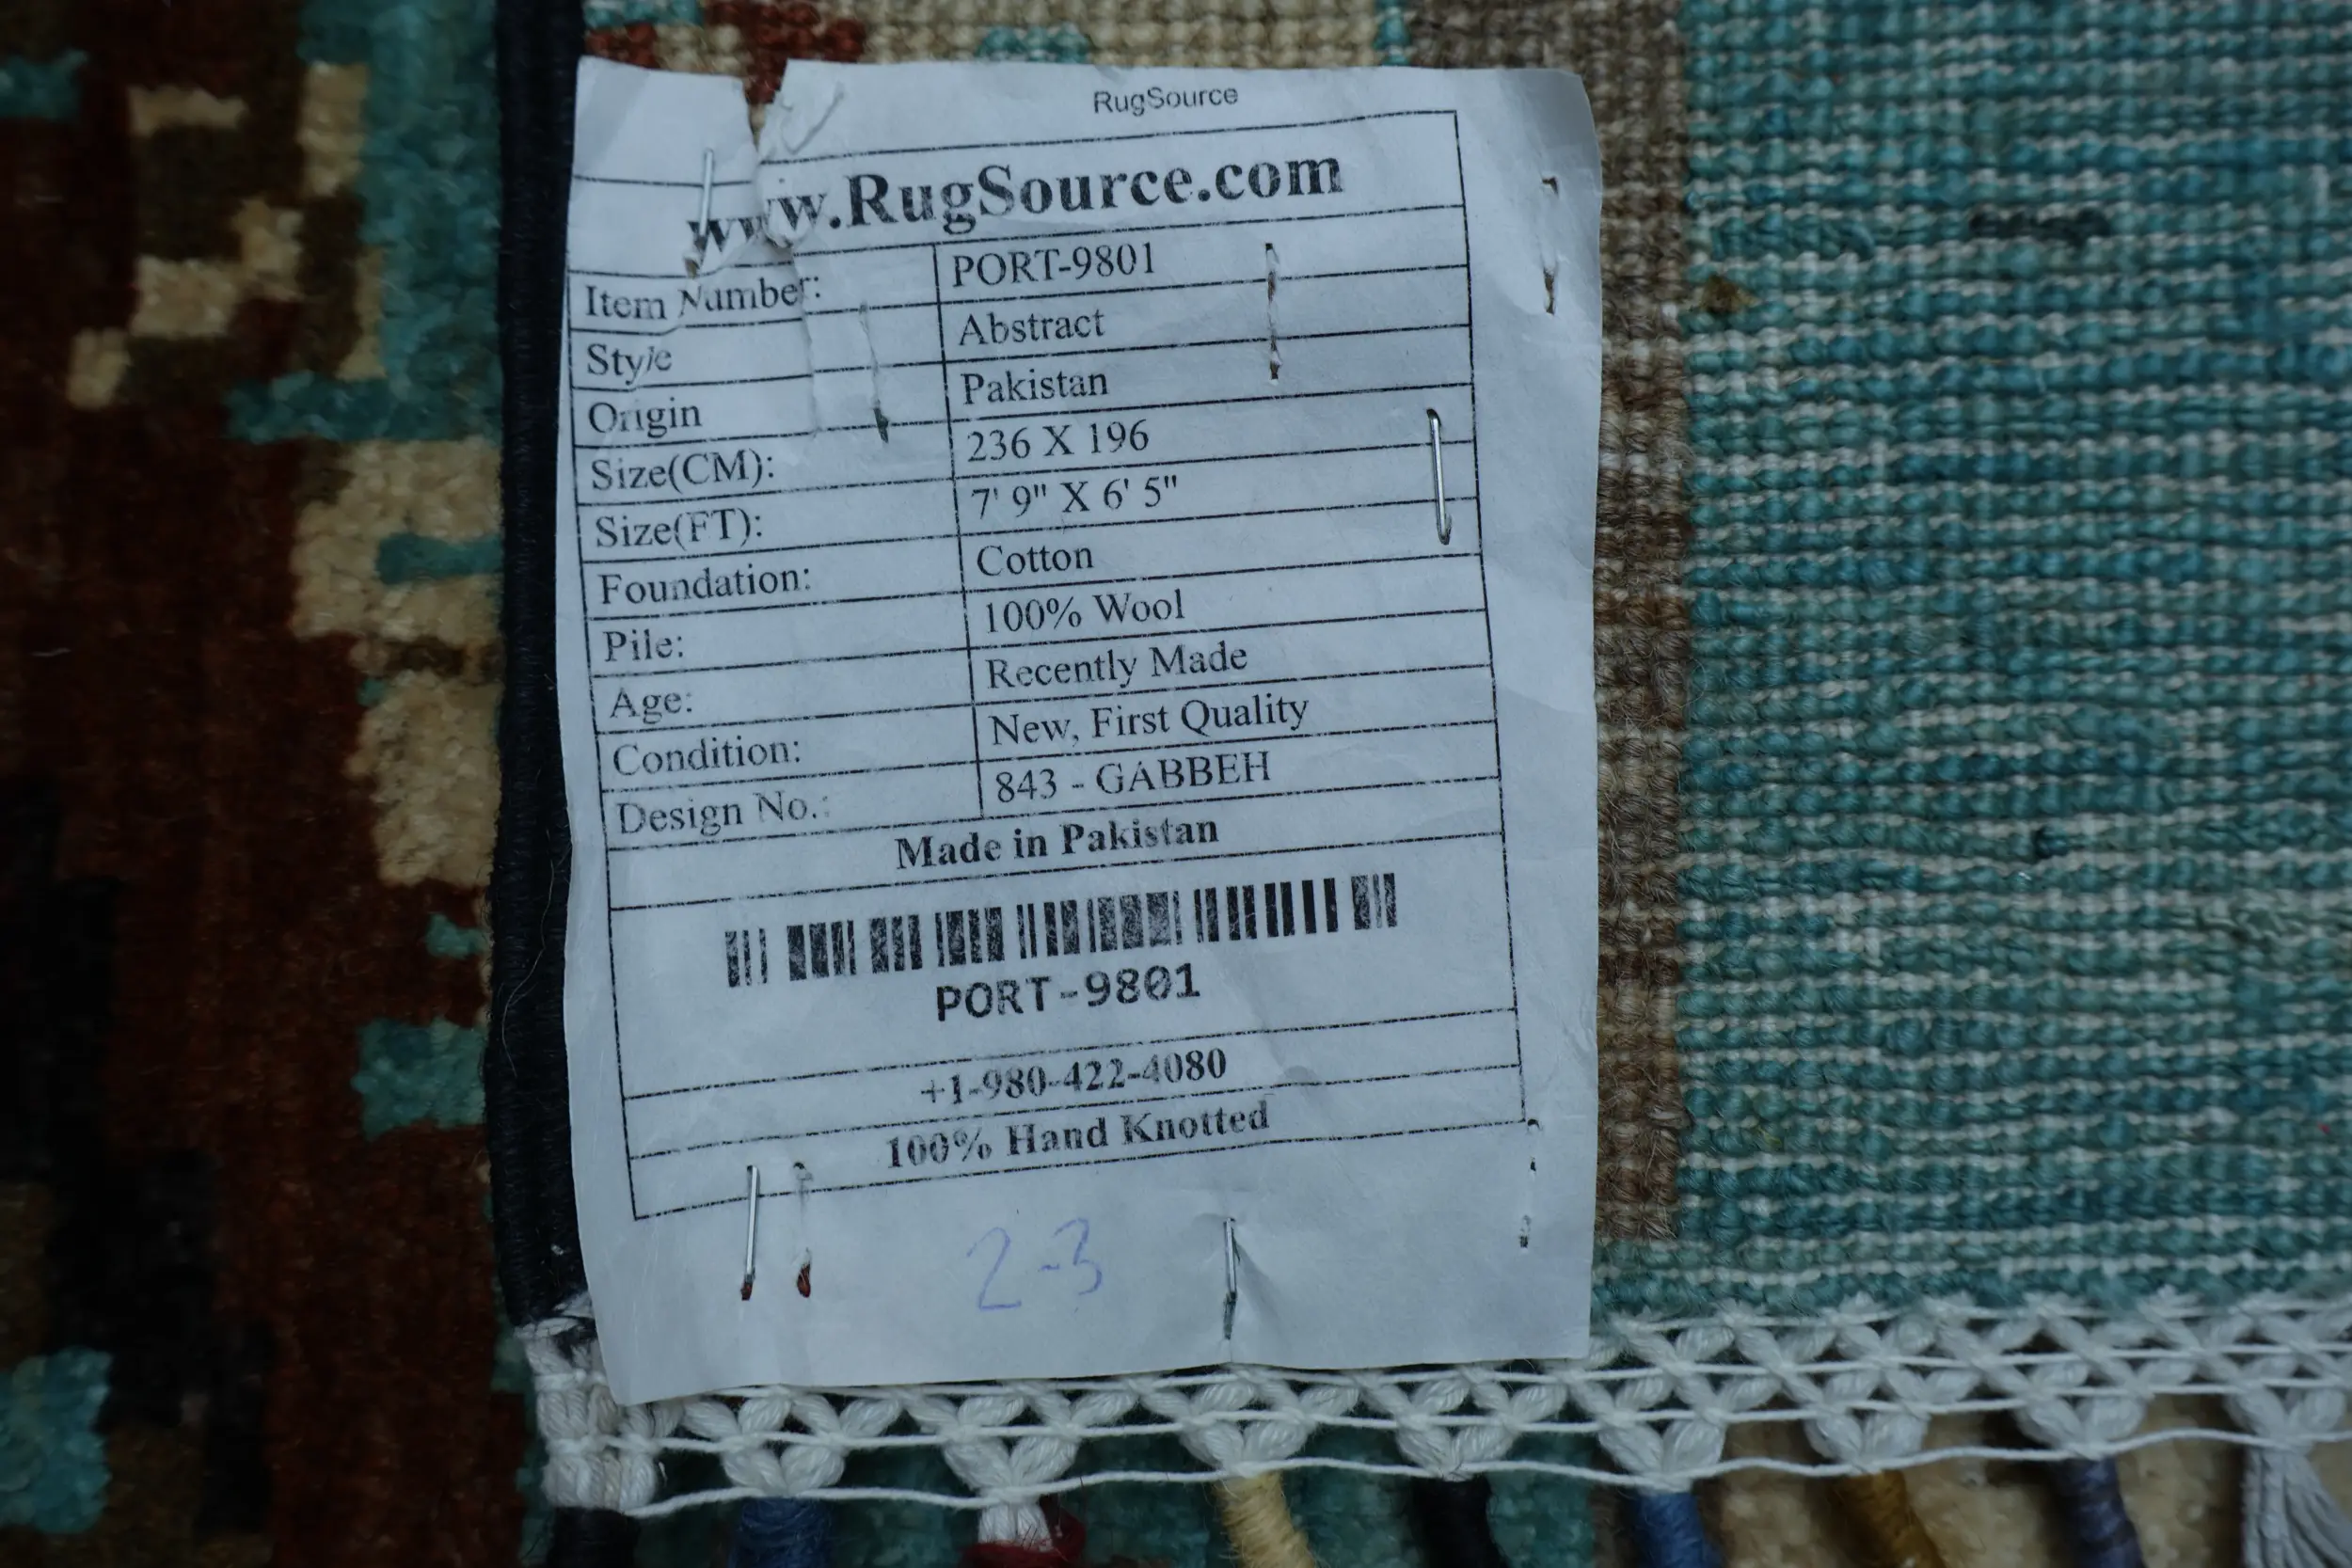 RugSource
www.RugSource.com
Item Number: PORT-9801
Style Abstract
Origin Pakistan
Size(CM): 236 X 196
Size(FT): 7' 9" X 6' 5"
Foundation: Cotton
Pile: 100% Wool
Age: Recently Made
Condition: New, First Quality
Design No.: 843 - GABBEH
Made in Pakistan
PORT-9801
+1-980-422-4080
100% Hand Knotted
2-3